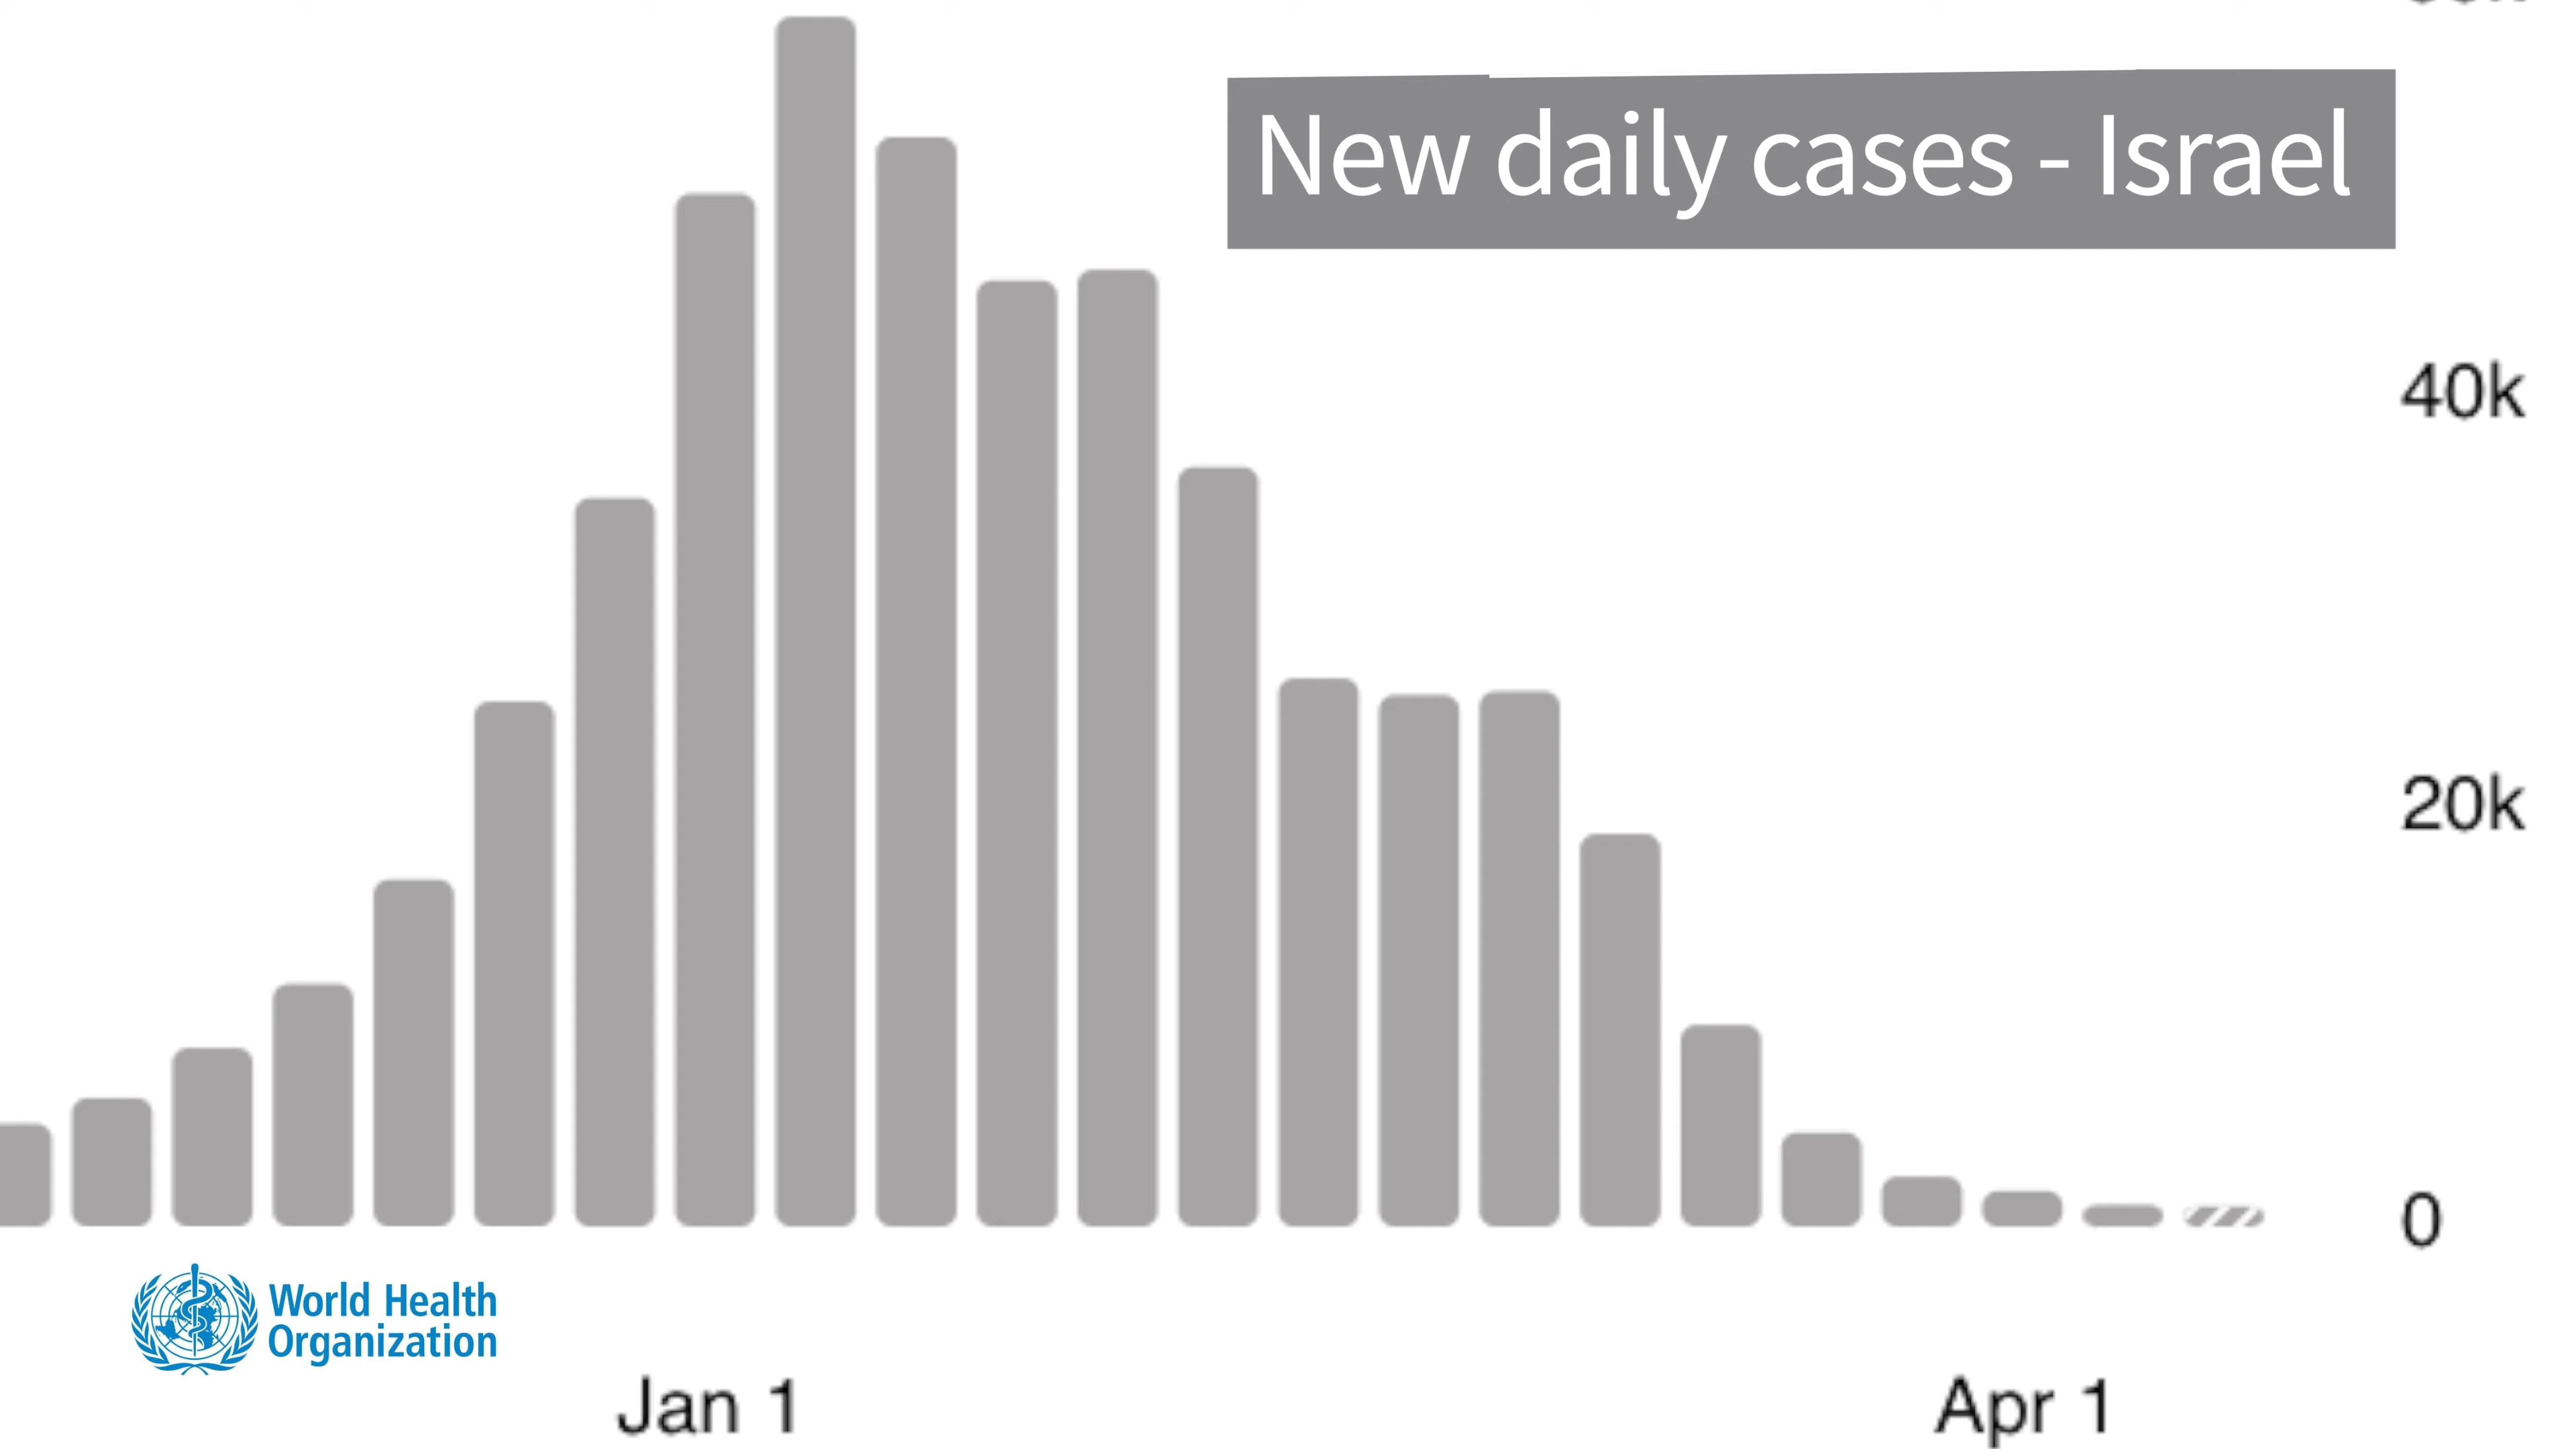 New daily cases - Israel
40k
20k
0
World Health
Organization
Jan 1
Apr 1